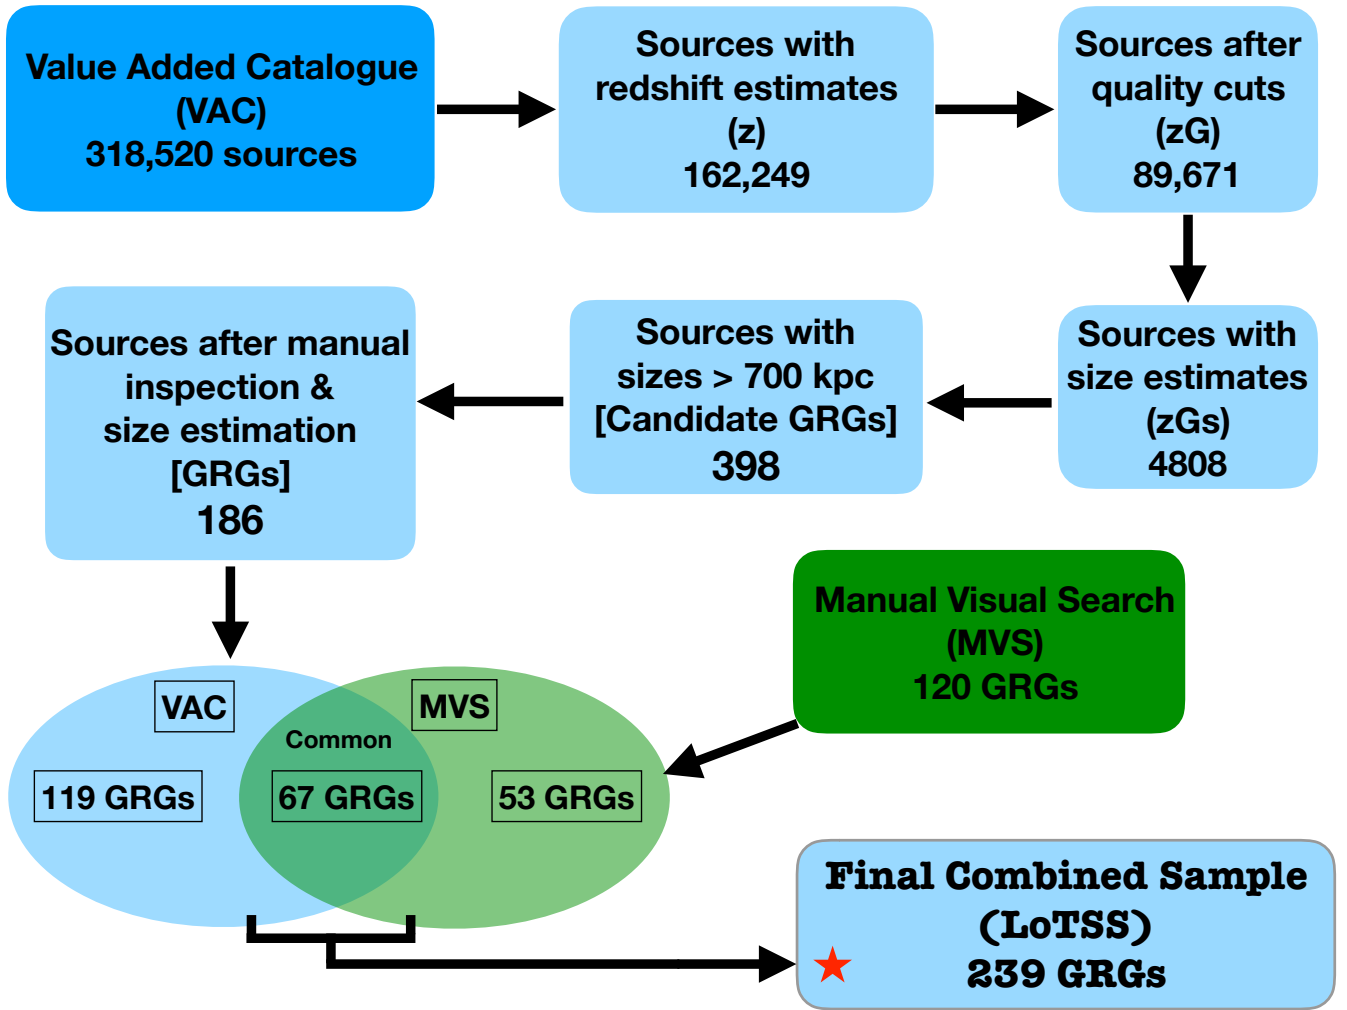 Value Added Catalogue
(VAC)
318,520 sources
Sources with
redshift estimates
(z)
162,249
Sources after
quality cuts
(zG)
89,671
Sources with
size estimates
(zGs)
4808
Sources with
sizes > 700 kpc
[Candidate GRGs]
398
Sources after manual
inspection &
size estimation
[GRGs]
186
Manual Visual Search
(MVS)
120 GRGs
VAC
MVS
Common
119 GRGs
67 GRGs
53 GRGs
Final Combined Sample
(LoTSS)
239 GRGs